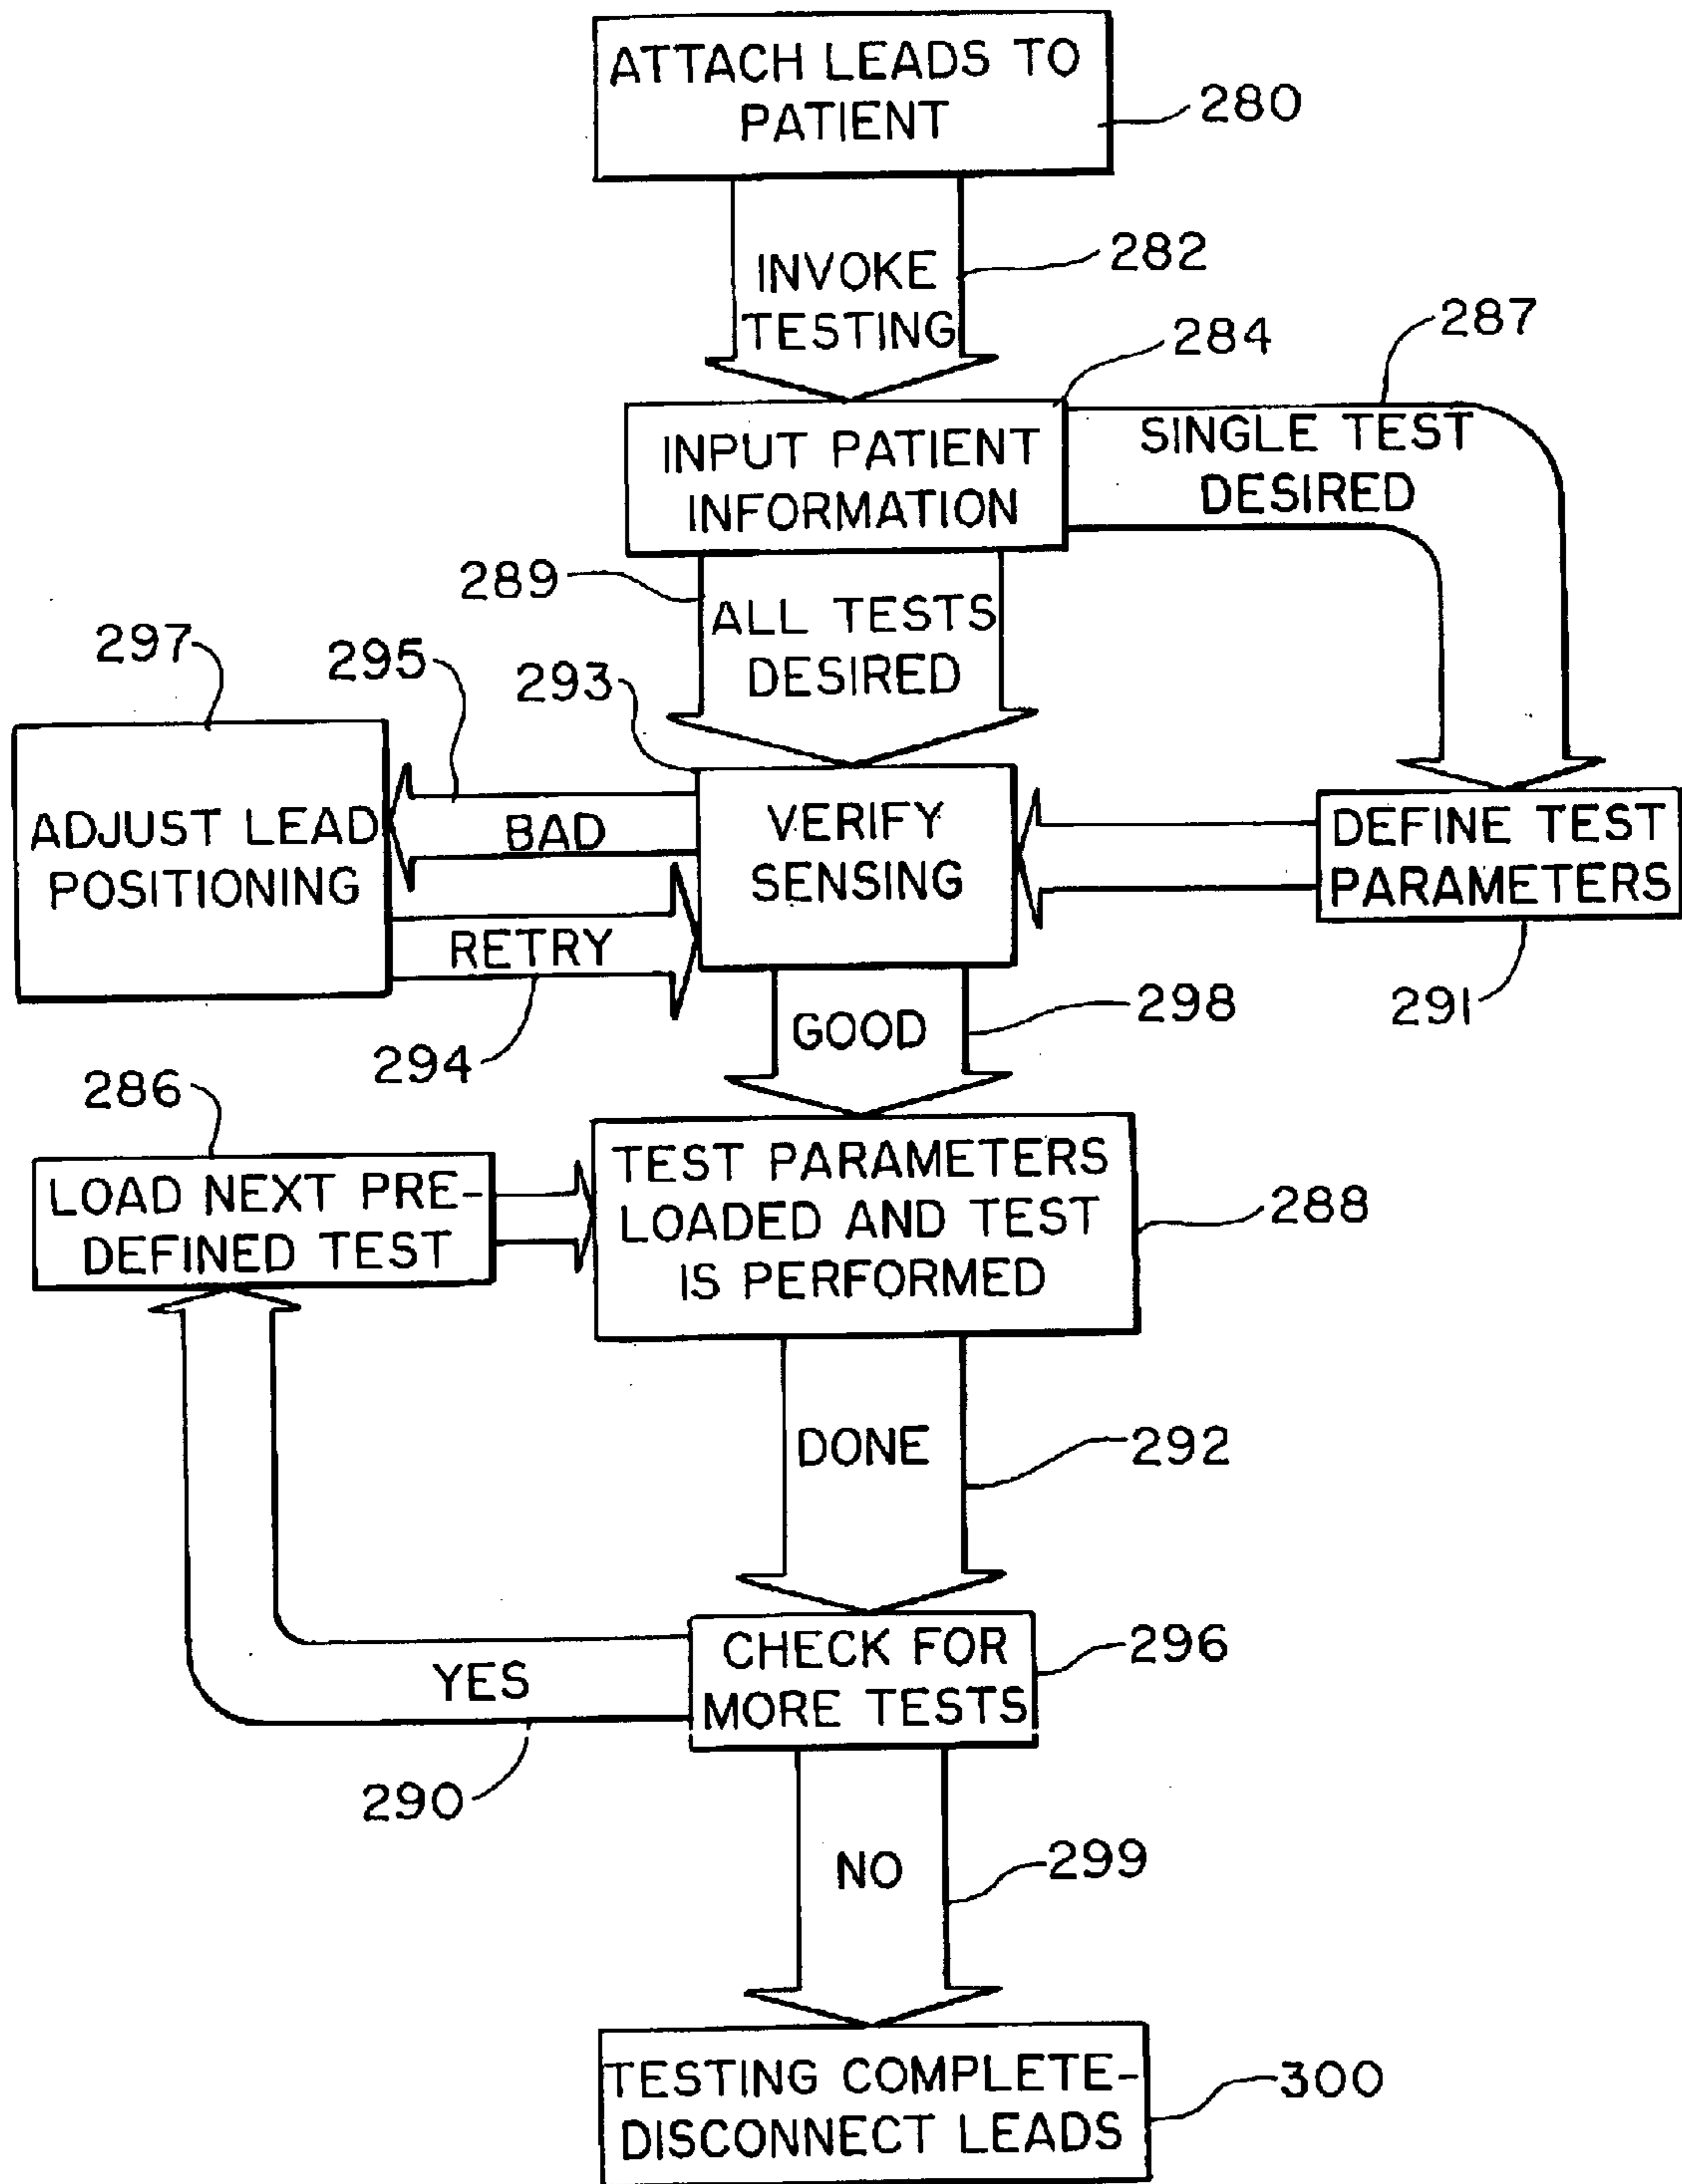 ATTACH LEADS TO
PATIENT
280
INVOKE
TESTING
282
284
287
INPUT PATIENT
INFORMATION
SINGLE TEST
DESIRED
289
ALL TESTS
DESIRED
297
295
293
ADJUST LEAD
POSITIONING
BAD
VERIFY
SENSING
DEFINE TEST
PARAMETERS
RETRY
294
GOOD
298
291
286
LOAD NEXT PRE-
DEFINED TEST
TEST PARAMETERS
LOADED AND TEST
IS PERFORMED
288
DONE
292
CHECK FOR
MORE TESTS
296
YES
290
NO
299
TESTING COMPLETE-
DISCONNECT LEADS
300